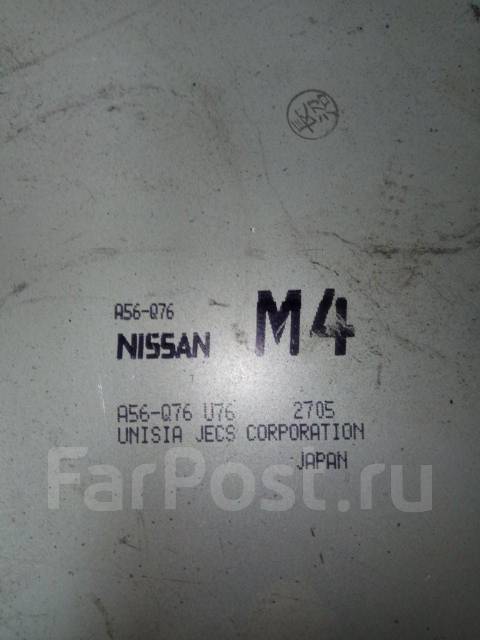 A56-Q76
NISSAN M4
A56-Q76 U76 2705
UNISIA JECS CORPORATION
JAPAN
FarPost.ru